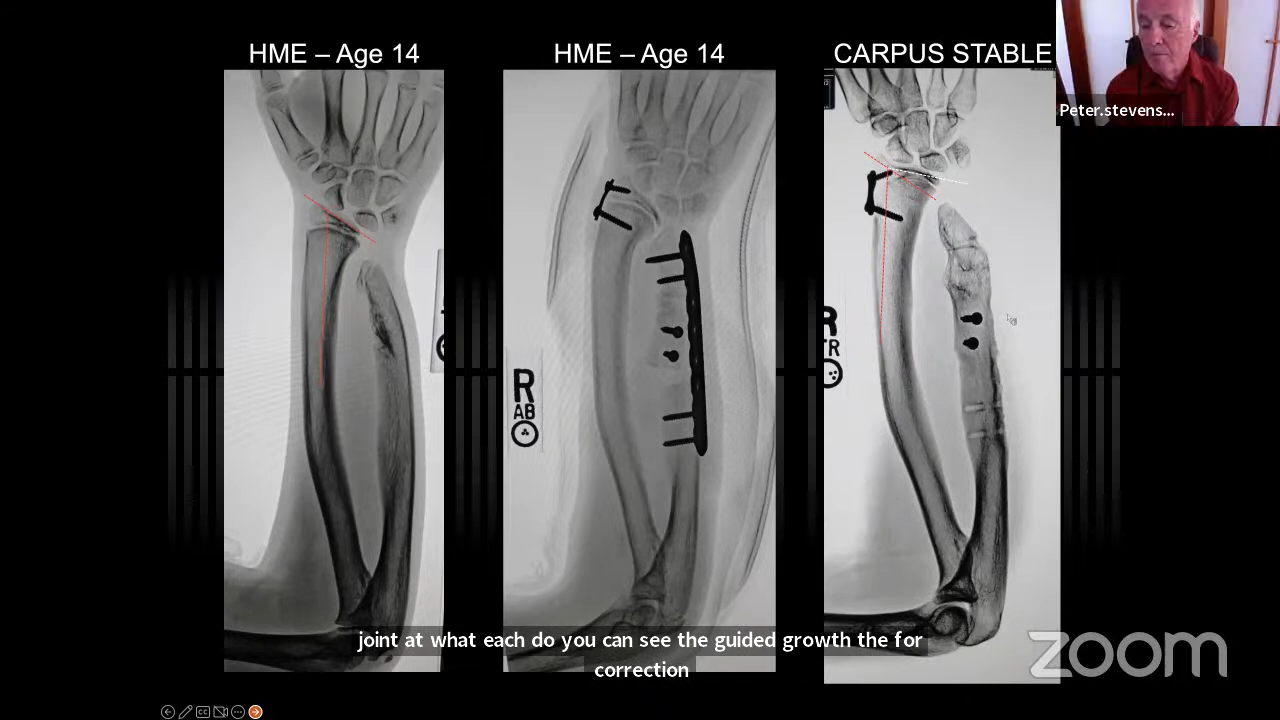 HME – Age 14
HME – Age 14
CARPUS STABLE
Peter.stevens...
R
AB
R
TR
joint at what each do you can see the guided growth the for
correction
zoom
CC